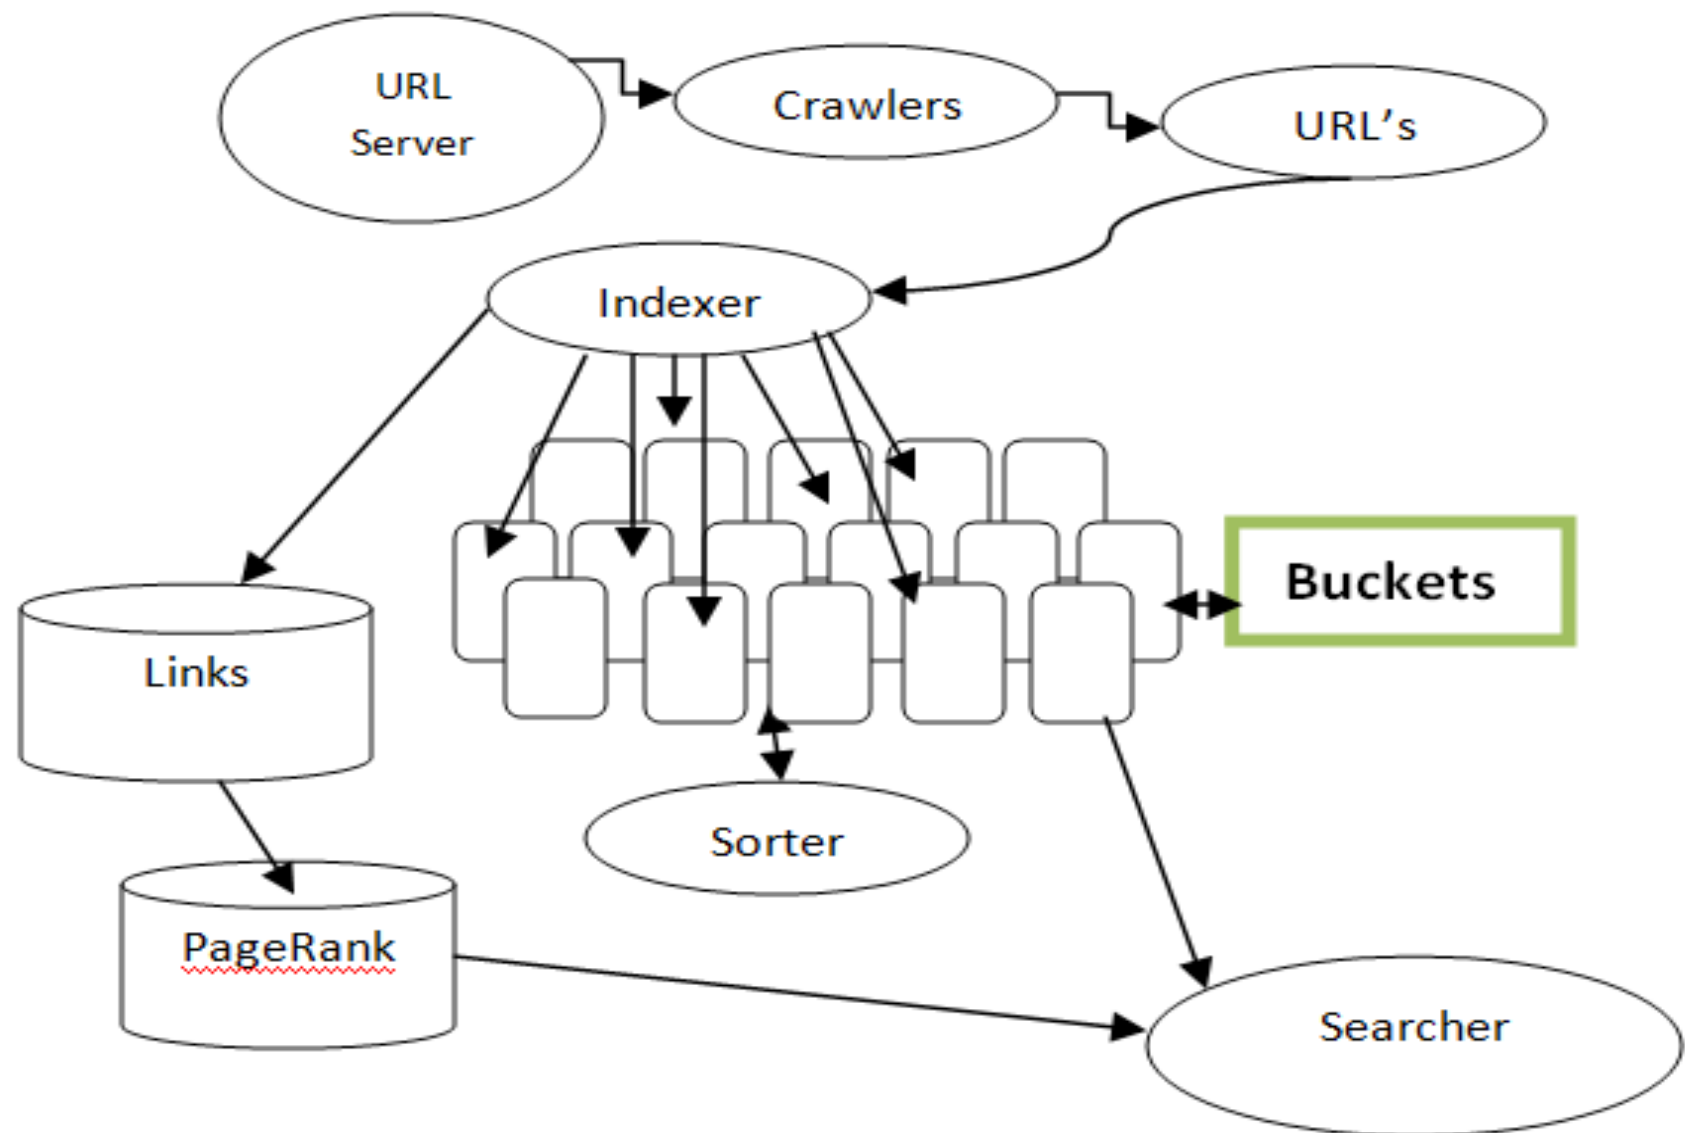 URL
Server
Crawlers
URL’s
Indexer
Buckets
Links
Sorter
PageRank
Searcher